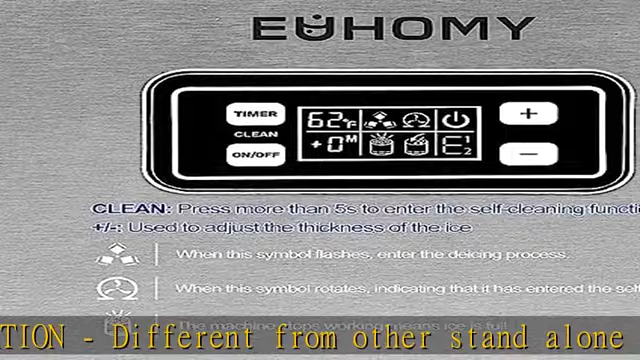 EUHOMY
TIMER
CLEAN
ON/OFF
62°F
+0M
E1
2
+
−
CLEAN: Press more than 5s to enter the self-cleaning functi
+/-: Used to adjust the thickness of the ice
When this symbol flashes, enter the deicing process.
When this symbol rotates, indicating that it has entered the self
The machine stops working means ice is full
TION - Different from other stand alone